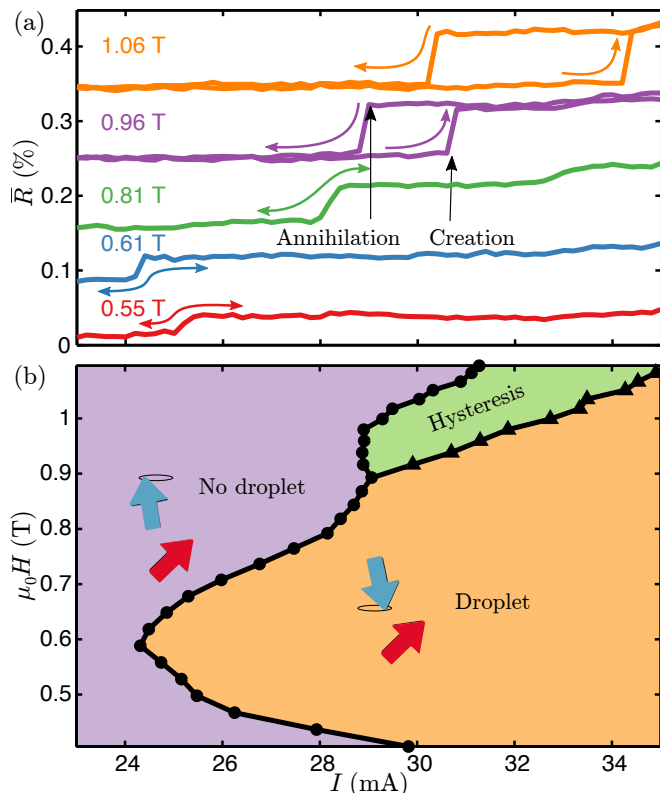 (a)
0.4
0.3
0.2
0.1
0
R̅ (%)
1.06 T
0.96 T
0.81 T
0.61 T
0.55 T
Annihilation
Creation
(b)
1
0.9
0.8
0.7
0.6
0.5
μ₀H (T)
Hysteresis
No droplet
Droplet
24 26 28 30 32 34
I (mA)